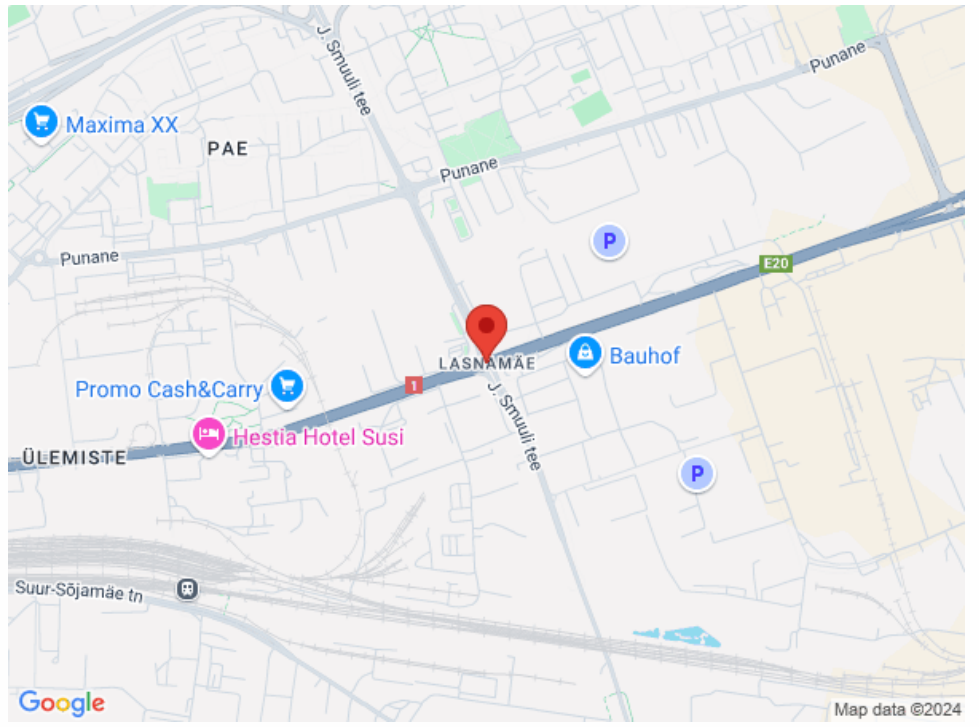 J. Smuuli tee
Punane
Maxima XX
PAE
Punane
P
Punane
E20
LASNAMÄE
Bauhof
1
Promo Cash&Carry
J. Smuuli tee
Hestia Hotel Susi
ÜLEMISTE
P
Suur-Sõjamäe tn
Google
Map data ©2024